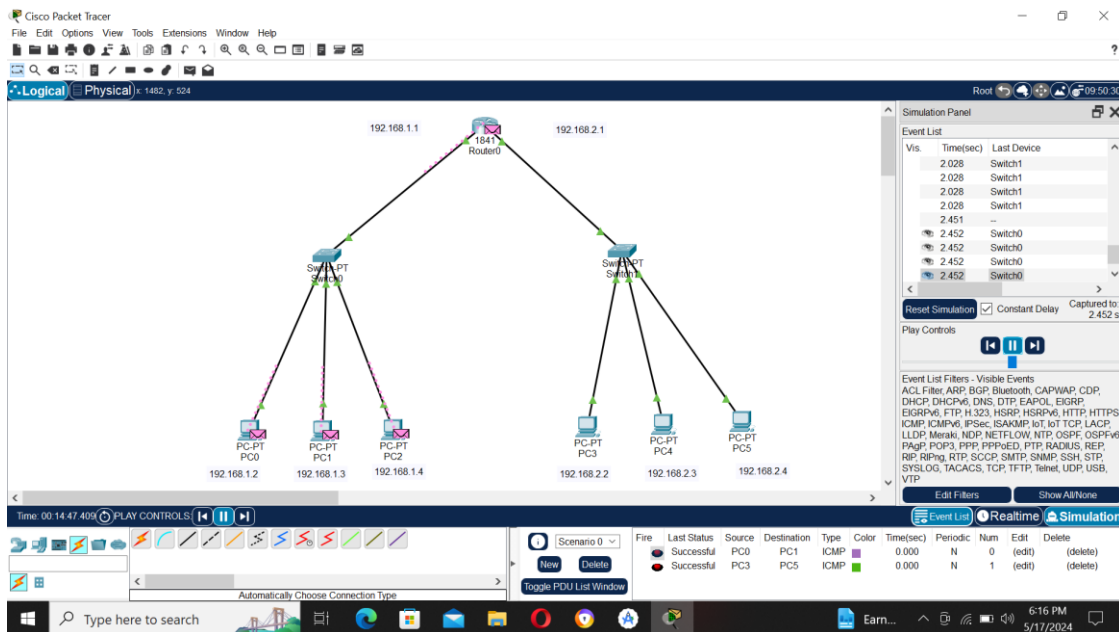 Cisco Packet Tracer
File Edit Options View Tools Extensions Window Help
?
Logical Physical x: 1482, y: 524
Root 09:50:30
192.168.1.1
192.168.2.1
1841
Router0
Switch-PT
Switch0
Switch-PT
Switch1
PC-PT
PC0
PC-PT
PC1
PC-PT
PC2
PC-PT
PC3
PC-PT
PC4
PC-PT
PC5
192.168.1.2
192.168.1.3
192.168.1.4
192.168.2.2
192.168.2.3
192.168.2.4
Simulation Panel
Event List
Vis. Time(sec) Last Device
2.028 Switch1
2.028 Switch1
2.028 Switch1
2.028 Switch1
2.451 --
2.452 Switch0
2.452 Switch0
2.452 Switch0
2.452 Switch0
Reset Simulation Constant Delay Captured to:
2.452 s
Play Controls
Event List Filters - Visible Events
ACL Filter, ARP, BGP, Bluetooth, CAPWAP, CDP,
DHCP, DHCPv6, DNS, DTP, EAPOL, EIGRP,
EIGRPv6, FTP, H.323, HSRP, HSRPv6, HTTP, HTTPS,
ICMP, ICMPv6, IPSec, ISAKMP, IoT, IoT TCP, LACP,
LLDP, Meraki, NDP, NETFLOW, NTP, OSPF, OSPFv6,
PAgP, POP3, PPP, PPPoED, PTP, RADIUS, REP,
RIP, RIPng, RTP, SCCP, SMTP, SNMP, SSH, STP,
SYSLOG, TACACS, TCP, TFTP, Telnet, UDP, USB,
VTP
Edit Filters Show All/None
Time: 00:14:47.409 PLAY CONTROLS:
Event List Realtime Simulation
Automatically Choose Connection Type
Scenario 0
New Delete
Toggle PDU List Window
Fire Last Status Source Destination Type Color Time(sec) Periodic Num Edit Delete
Successful PC0 PC1 ICMP 0.000 N 0 (edit) (delete)
Successful PC3 PC5 ICMP 0.000 N 1 (edit) (delete)
Type here to search
Earn...
6:16 PM
5/17/2024